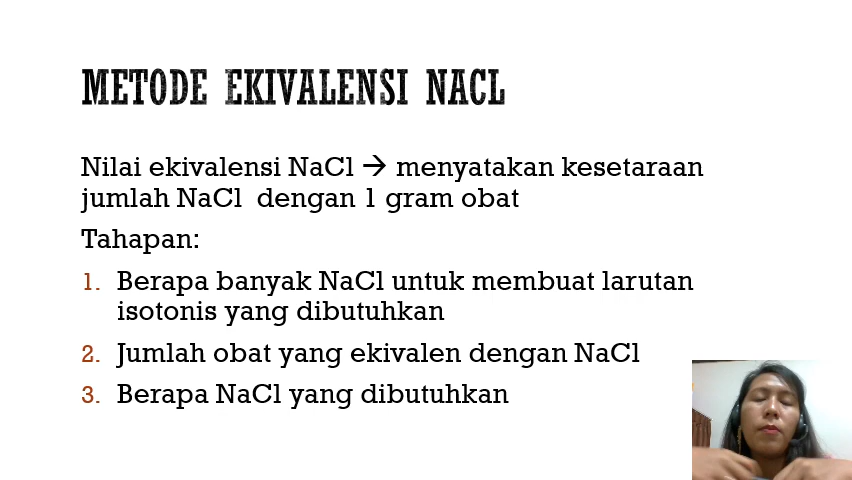 METODE EKIVALENSI NACL
Nilai ekivalensi NaCl → menyatakan kesetaraan
jumlah NaCl dengan 1 gram obat
Tahapan:
1. Berapa banyak NaCl untuk membuat larutan
isotonis yang dibutuhkan
2. Jumlah obat yang ekivalen dengan NaCl
3. Berapa NaCl yang dibutuhkan